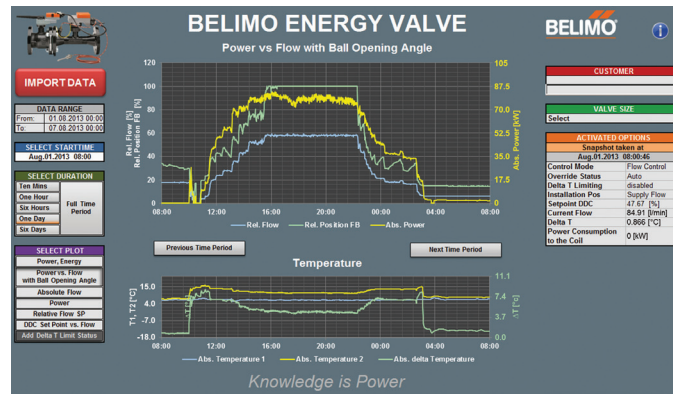 BELIMO ENERGY VALVE
BELIMO
Power vs Flow with Ball Opening Angle
IMPORT DATA
DATA RANGE
From: 01.08.2013 00:00
To: 07.08.2013 00:00
SELECT STARTTIME
Aug.01.2013 08:00
SELECT DURATION
Ten Mins
One Hour
Six Hours
One Day
Six Days
Full Time
Period
SELECT PLOT
Power, Energy
Power vs. Flow
with Ball Opening Angle
Absolute Flow
Power
Relative Flow SP
DDC Set Point vs. Flow
Add Delta T Limit Status
Rel. Flow [%]
Rel. Position FB [%]
120
100
80
60
40
20
0
105
87.5
70.0
52.5
35.0
17.5
0
Abs. Power [kW]
08:00 12:00 16:00 20:00 00:00 04:00 08:00
Rel. Flow Rel. Position FB Abs. Power
Previous Time Period
Next Time Period
Temperature
T1, T2 [°C]
15.0
4.0
-7.0
-18.0
11.1
7.4
3.7
0.0
ΔT [°C]
08:00 12:00 16:00 20:00 00:00 04:00 08:00
Abs. Temperature 1 Abs. Temperature 2 Abs. delta Temperature
CUSTOMER
VALVE SIZE
Select
ACTIVATED OPTIONS
Snapshot taken at
Aug.01.2013 08:00:46
Control Mode Flow Control
Override Status Auto
Delta T Limiting disabled
Installation Pos Supply Flow
Setpoint DDC 47.67 [%]
Current Flow 84.91 [l/min]
Delta T 0.866 [°C]
Power Consumption
to the Coil 0 [kW]
Knowledge is Power